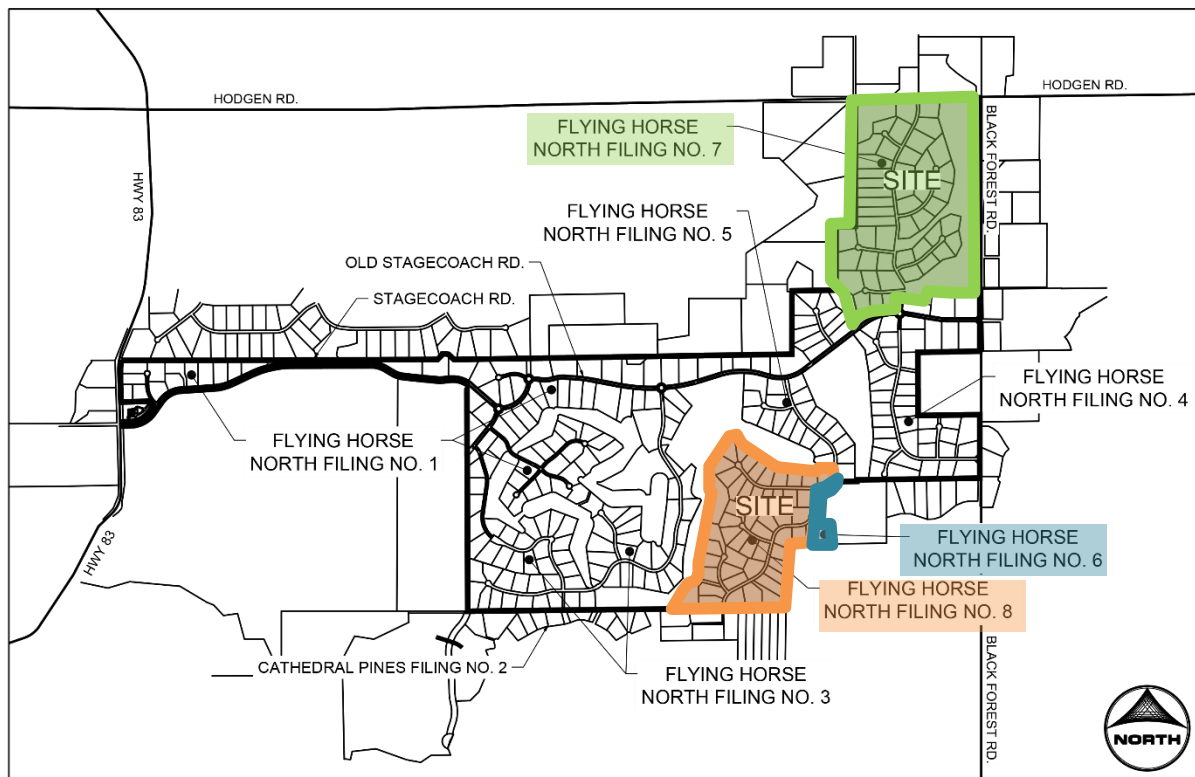 HODGEN RD.
HODGEN RD.
FLYING HORSE
NORTH FILING NO. 7
BLACK FOREST RD.
HWY 83
SITE
FLYING HORSE
NORTH FILING NO. 5
OLD STAGECOACH RD.
STAGECOACH RD.
FLYING HORSE
NORTH FILING NO. 4
FLYING HORSE
NORTH FILING NO. 1
SITE
HWY 83
FLYING HORSE
NORTH FILING NO. 6
FLYING HORSE
NORTH FILING NO. 8
CATHEDRAL PINES FILING NO. 2
FLYING HORSE
NORTH FILING NO. 3
BLACK FOREST RD.
NORTH